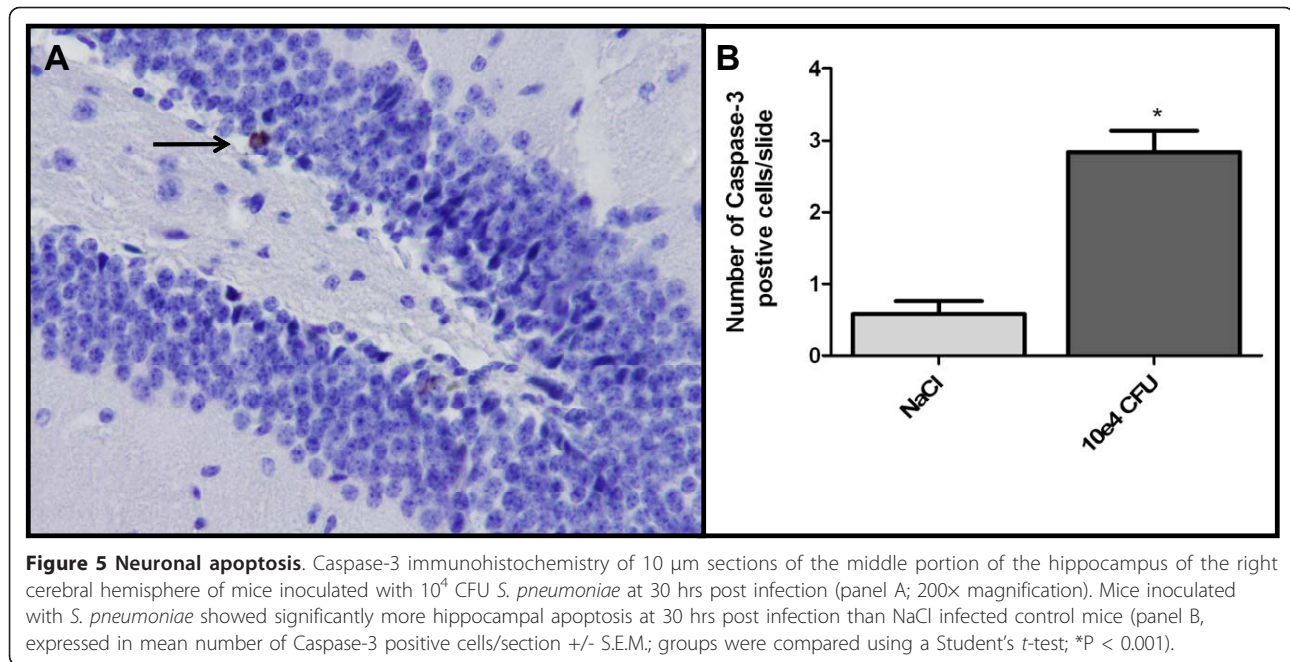 A
B
4
3
2
1
0
Number of Caspase-3
postive cells/slide
*
NaCl
10e4 CFU
Figure 5 Neuronal apoptosis. Caspase-3 immunohistochemistry of 10 μm sections of the middle portion of the hippocampus of the right
cerebral hemisphere of mice inoculated with 10⁴ CFU S. pneumoniae at 30 hrs post infection (panel A; 200× magnification). Mice inoculated
with S. pneumoniae showed significantly more hippocampal apoptosis at 30 hrs post infection than NaCl infected control mice (panel B,
expressed in mean number of Caspase-3 positive cells/section +/- S.E.M.; groups were compared using a Student's t-test; *P < 0.001).